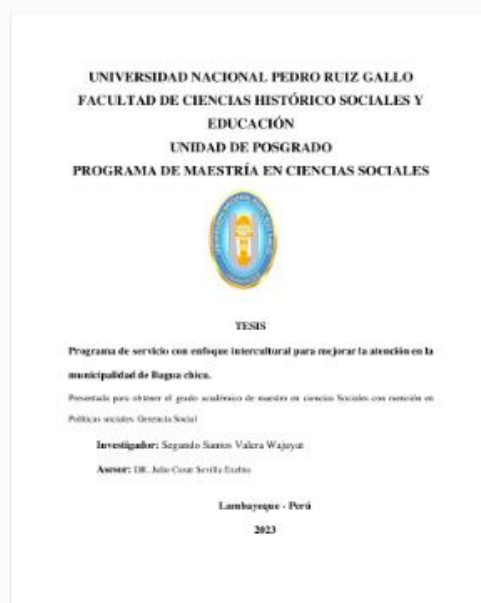 UNIVERSIDAD NACIONAL PEDRO RUIZ GALLO
FACULTAD DE CIENCIAS HISTÓRICO SOCIALES Y
EDUCACIÓN
UNIDAD DE POSGRADO
PROGRAMA DE MAESTRÍA EN CIENCIAS SOCIALES
TESIS
Programa de servicio con enfoque intercultural para mejorar la atención en la
municipalidad de Bagua chica.
Presentada para obtener el grado académico de maestro en ciencias Sociales con mención en
Políticas sociales: Gerencia Social
Investigador: Segundo Santos Valera Wajuyat
Asesor: DR. Julio Cesar Sevilla
Lambayeque - Perú
2023